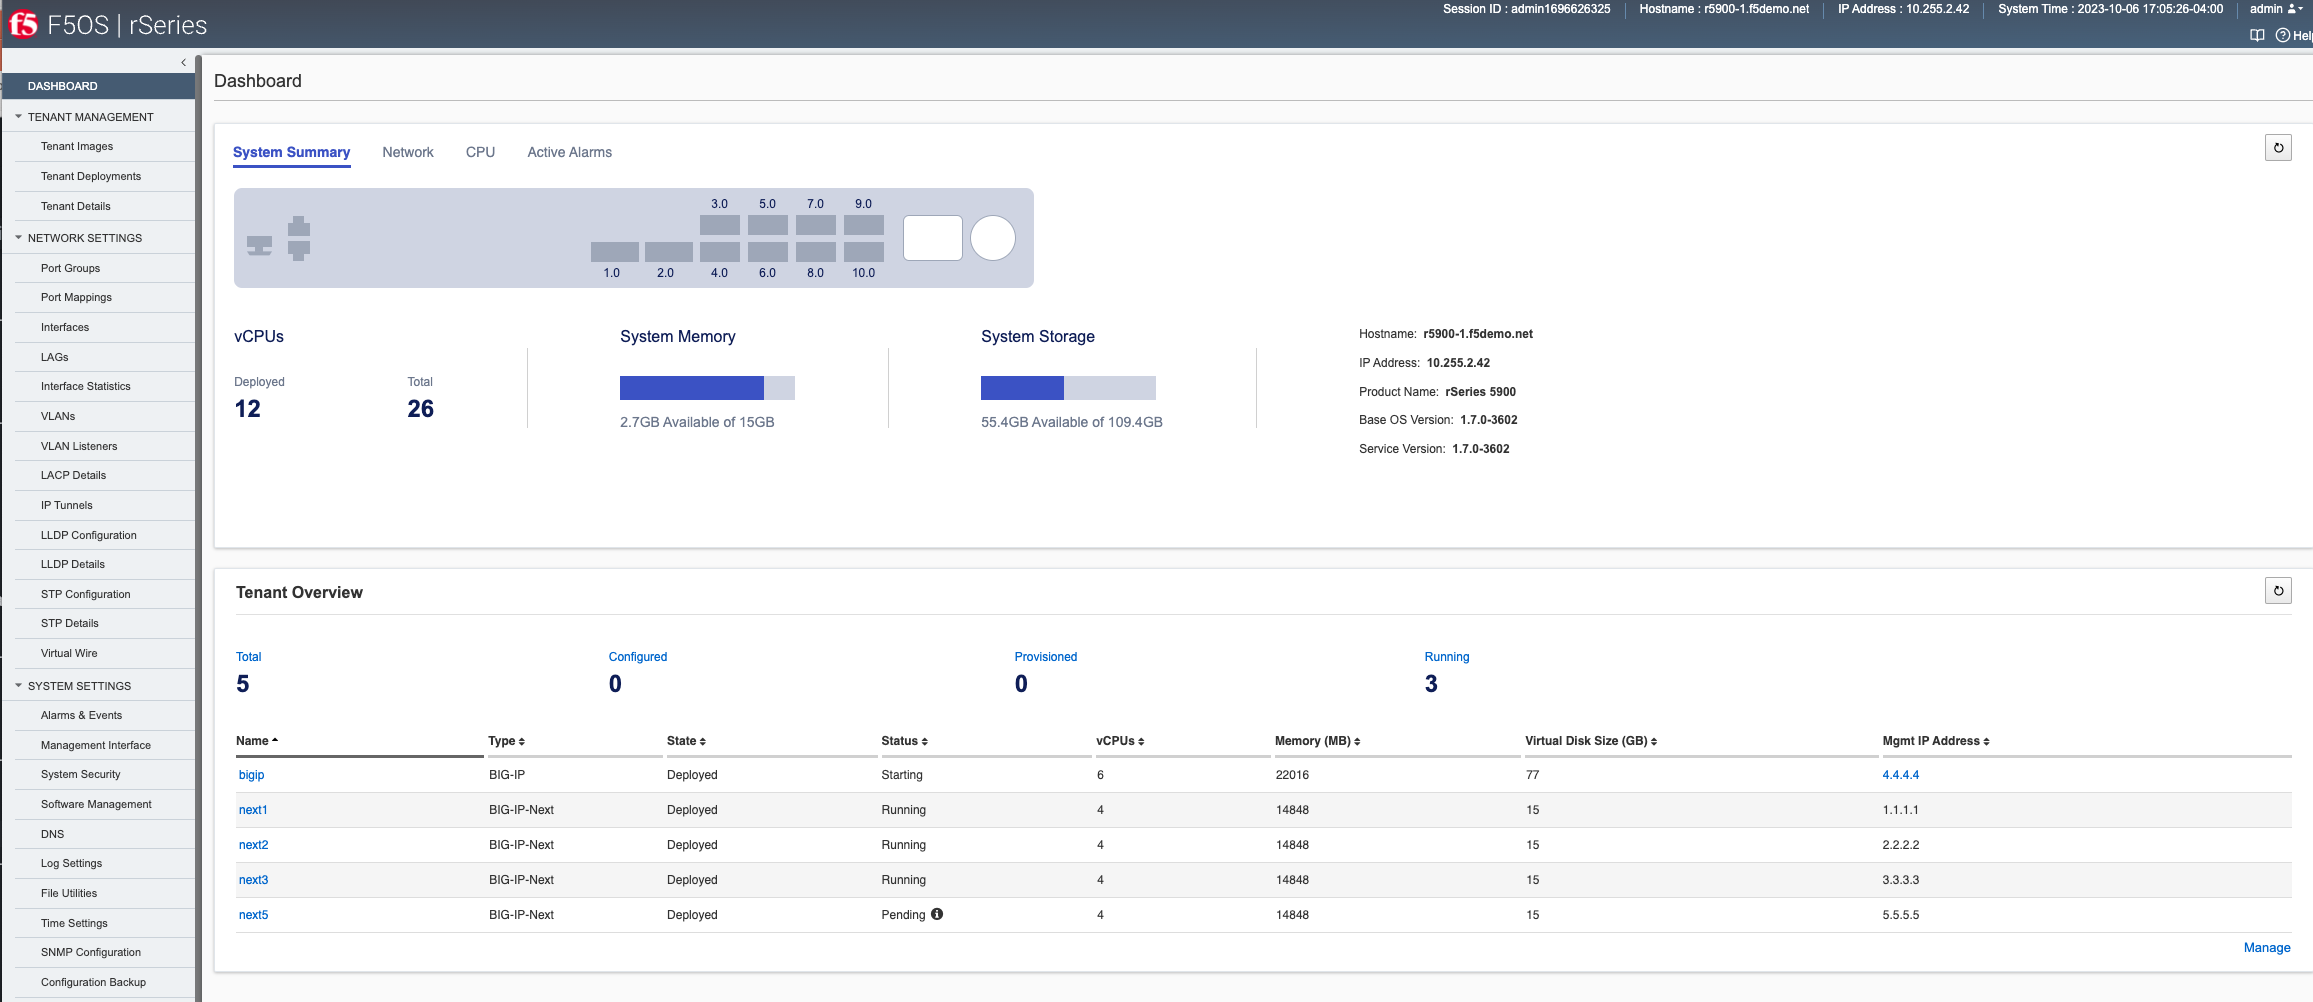 f5 F5OS | rSeries
Session ID : admin1696626325 Hostname : r5900-1.f5demo.net IP Address : 10.255.2.42 System Time : 2023-10-06 17:05:26-04:00 admin
Help
DASHBOARD
TENANT MANAGEMENT
Tenant Images
Tenant Deployments
Tenant Details
NETWORK SETTINGS
Port Groups
Port Mappings
Interfaces
LAGs
Interface Statistics
VLANs
VLAN Listeners
LACP Details
IP Tunnels
LLDP Configuration
LLDP Details
STP Configuration
STP Details
Virtual Wire
SYSTEM SETTINGS
Alarms & Events
Management Interface
System Security
Software Management
DNS
Log Settings
File Utilities
Time Settings
SNMP Configuration
Configuration Backup
Dashboard
System Summary Network CPU Active Alarms
3.0 5.0 7.0 9.0
1.0 2.0 4.0 6.0 8.0 10.0
vCPUs
Deployed Total
12 26
System Memory
2.7GB Available of 15GB
System Storage
55.4GB Available of 109.4GB
Hostname: r5900-1.f5demo.net
IP Address: 10.255.2.42
Product Name: rSeries 5900
Base OS Version: 1.7.0-3602
Service Version: 1.7.0-3602
Tenant Overview
Total Configured Provisioned Running
5 0 0 3
Name Type State Status vCPUs Memory (MB) Virtual Disk Size (GB) Mgmt IP Address
bigip BIG-IP Deployed Starting 6 22016 77 4.4.4.4
next1 BIG-IP-Next Deployed Running 4 14848 15 1.1.1.1
next2 BIG-IP-Next Deployed Running 4 14848 15 2.2.2.2
next3 BIG-IP-Next Deployed Running 4 14848 15 3.3.3.3
next5 BIG-IP-Next Deployed Pending 4 14848 15 5.5.5.5
Manage